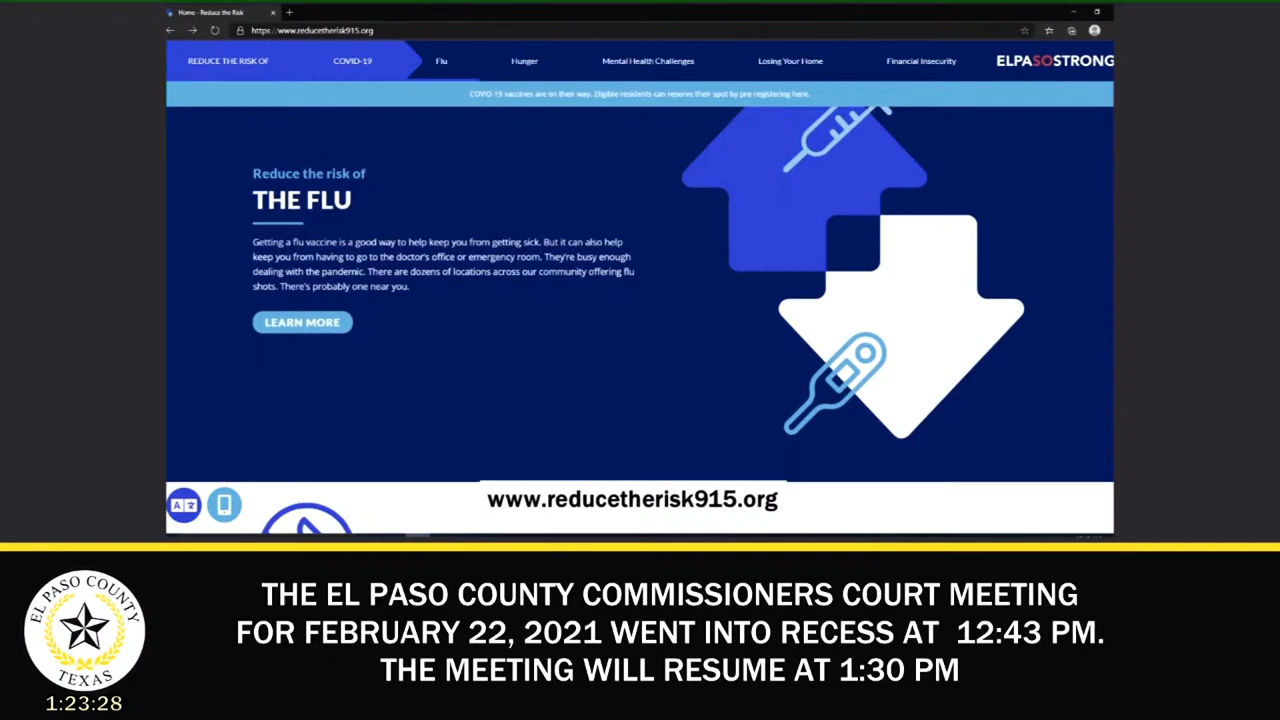 Home - Reduce the Risk
https://www.reducetherisk915.org
REDUCE THE RISK OF COVID-19 Flu Hunger Mental Health Challenges Losing Your Home Financial Insecurity ELPASOSTRONG
COVID-19 vaccines are on their way. Eligible residents can reserve their spot by pre registering here.
Reduce the risk of
THE FLU
Getting a flu vaccine is a good way to help keep you from getting sick. But it can also help
keep you from having to go to the doctor's office or emergency room. They're busy enough
dealing with the pandemic. There are dozens of locations across our community offering flu
shots. There's probably one near you.
LEARN MORE
www.reducetherisk915.org
EL PASO COUNTY
TEXAS
1:23:28
THE EL PASO COUNTY COMMISSIONERS COURT MEETING
FOR FEBRUARY 22, 2021 WENT INTO RECESS AT 12:43 PM.
THE MEETING WILL RESUME AT 1:30 PM